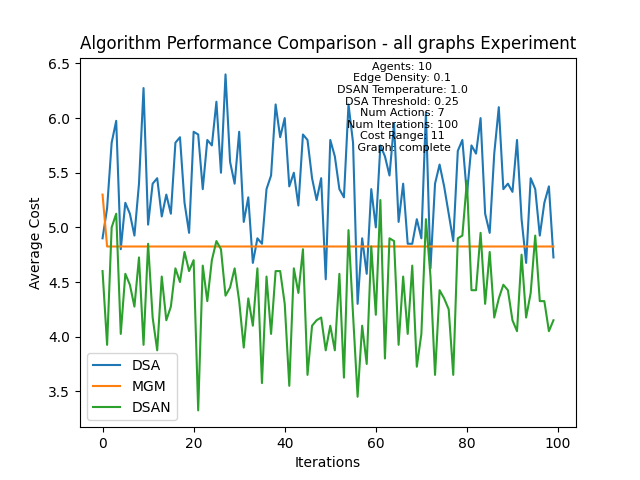 Algorithm Performance Comparison - all graphs Experiment
Agents: 10
Edge Density: 0.1
DSAN Temperature: 1.0
DSA Threshold: 0.25
Num Actions: 7
Num Iterations: 100
Cost Range: 11
Graph: complete
Average Cost
6.5
6.0
5.5
5.0
4.5
4.0
3.5
DSA
MGM
DSAN
0 20 40 60 80 100
Iterations